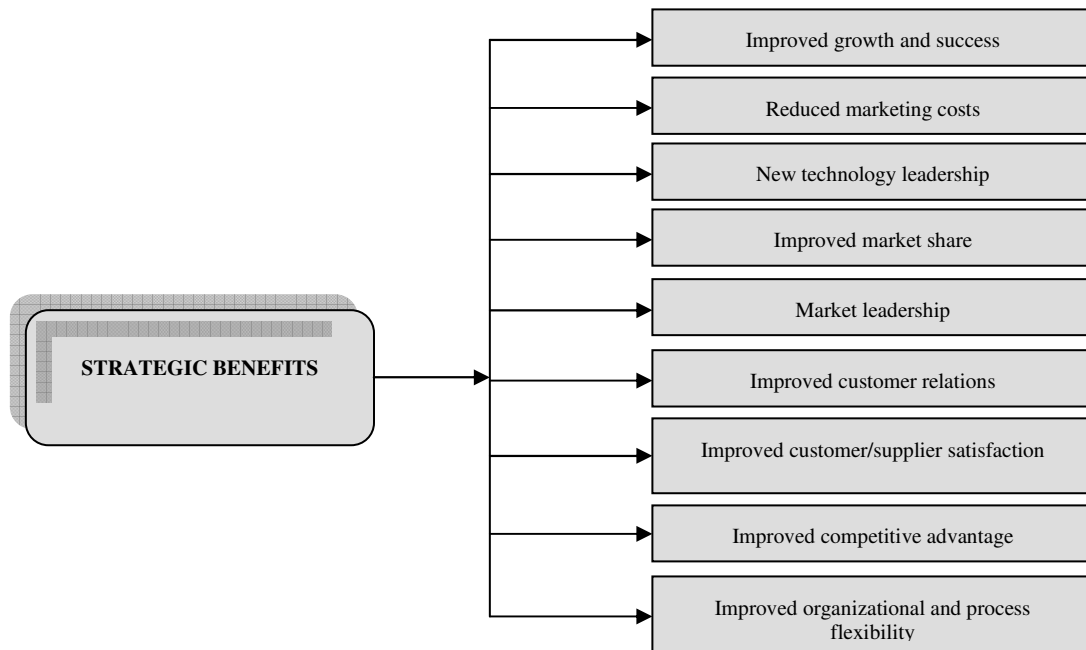 Improved growth and success
Reduced marketing costs
New technology leadership
Improved market share
Market leadership
STRATEGIC BENEFITS
Improved customer relations
Improved customer/supplier satisfaction
Improved competitive advantage
Improved organizational and process
flexibility